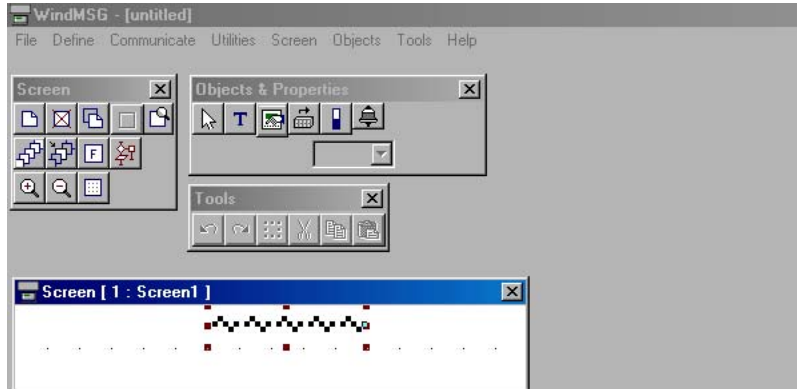 WindMSG - [untitled]
File Define Communicate Utilities Screen Objects Tools Help
Screen
Objects & Properties
T
F
Tools
Screen [ 1 : Screen1 ]